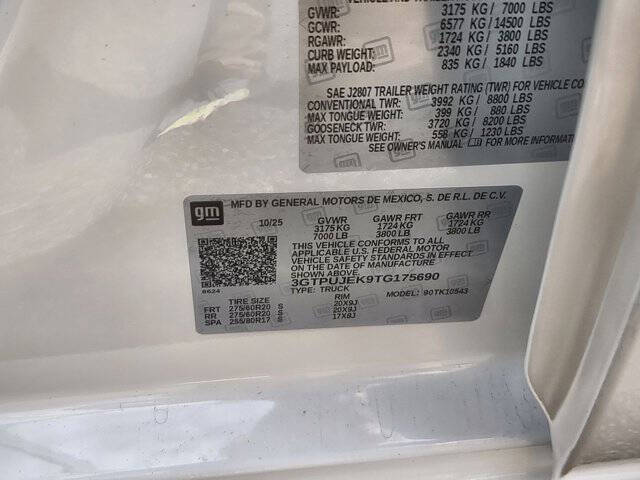 VEHICLE AND TRAILER
GVWR: 3175 KG / 7000 LBS
GCWR: 6577 KG / 14500 LBS
RGAWR: 1724 KG / 3800 LBS
CURB WEIGHT: 2340 KG / 5160 LBS
MAX PAYLOAD: 835 KG / 1840 LBS
SAE J2807 TRAILER WEIGHT RATING (TWR) FOR VEHICLE CO
CONVENTIONAL TWR: 3992 KG / 8800 LBS
MAX TONGUE WEIGHT: 399 KG / 880 LBS
GOOSENECK TWR: 3720 KG / 8200 LBS
MAX TONGUE WEIGHT: 558 KG / 1230 LBS
SEE OWNER'S MANUAL FOR MORE INFORMATION
gm MFD BY GENERAL MOTORS DE MEXICO, S. DE R.L. DE C.V.
10/25 GVWR GAWR FRT GAWR RR
3175 KG 1724 KG 1724 KG
7000 LB 3800 LB 3800 LB
THIS VEHICLE CONFORMS TO ALL
APPLICABLE U.S. FEDERAL MOTOR
VEHICLE SAFETY STANDARDS IN EFFECT
ON THE DATE OF MANUFACTURE
SHOWN ABOVE.
3GTPUJEK9TG175690
TYPE: TRUCK MODEL: 90TK10543
8624
TIRE SIZE RIM
FRT 275/60R20 S 20X9J
RR 275/60R20 S 20X9J
SPA 255/80R17 S 17X8J